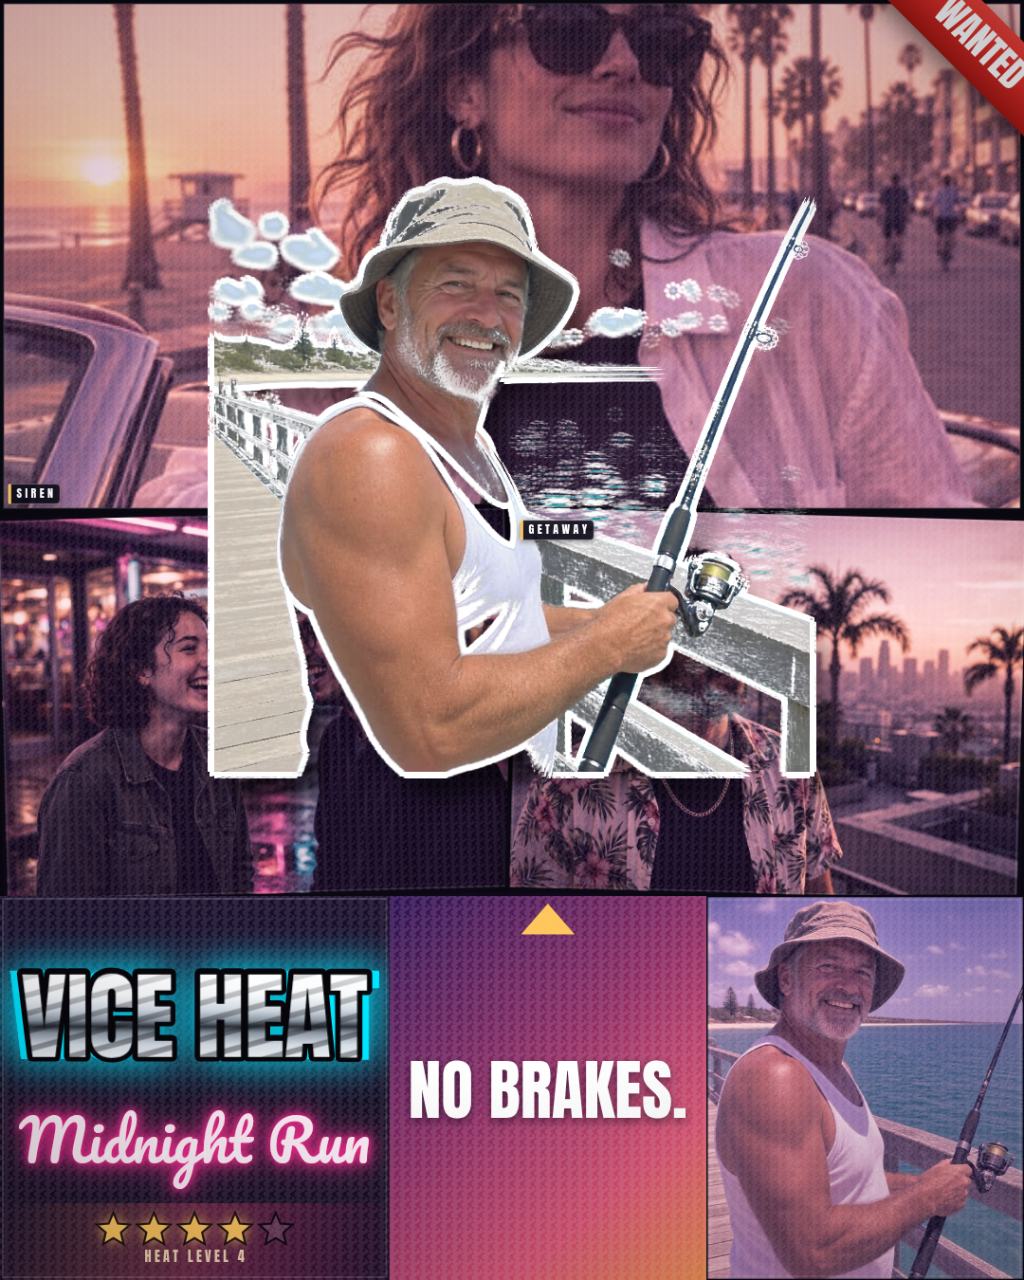 WANTED
SIREN
GETAWAY
VICE HEAT
Midnight Run
HEAT LEVEL 4
NO BRAKES.